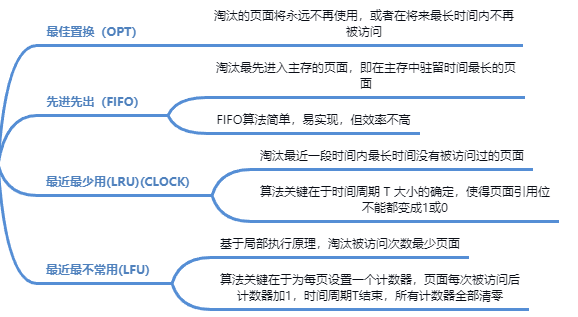 最佳置换（OPT）
淘汰的页面将永远不再使用，或者在将来最长时间内不再
被访问
先进先出（FIFO）
淘汰最先进入主存的页面，即在主存中驻留时间最长的页
面
FIFO算法简单，易实现，但效率不高
最近最少用(LRU)(CLOCK)
淘汰最近一段时间内最长时间没有被访问过的页面
算法关键在于时间周期 T 大小的确定，使得页面引用位
不能都变成1或0
最近最不常用(LFU)
基于局部执行原理，淘汰被访问次数最少页面
算法关键在于为每页设置一个计数器，页面每次被访问后
计数器加1，时间周期T结束，所有计数器全部清零